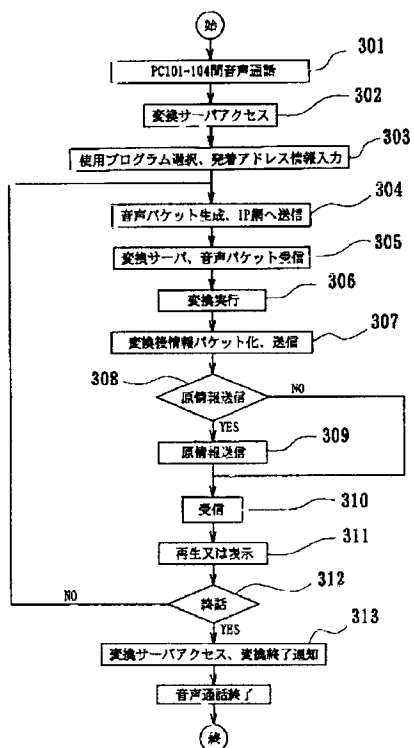 始
301
PC101-104間音声通話
302
変換サーバアクセス
303
使用プログラム選択、発着アドレス情報入力
304
音声パケット生成、IP網へ送信
305
変換サーバ、音声パケット受信
306
変換実行
307
変換後情報パケット化、送信
308
原情報送信
NO
YES
309
原情報送信
310
受信
311
再生又は表示
312
NO
終話
YES
313
変換サーバアクセス、変換終了通知
音声通話終了
終